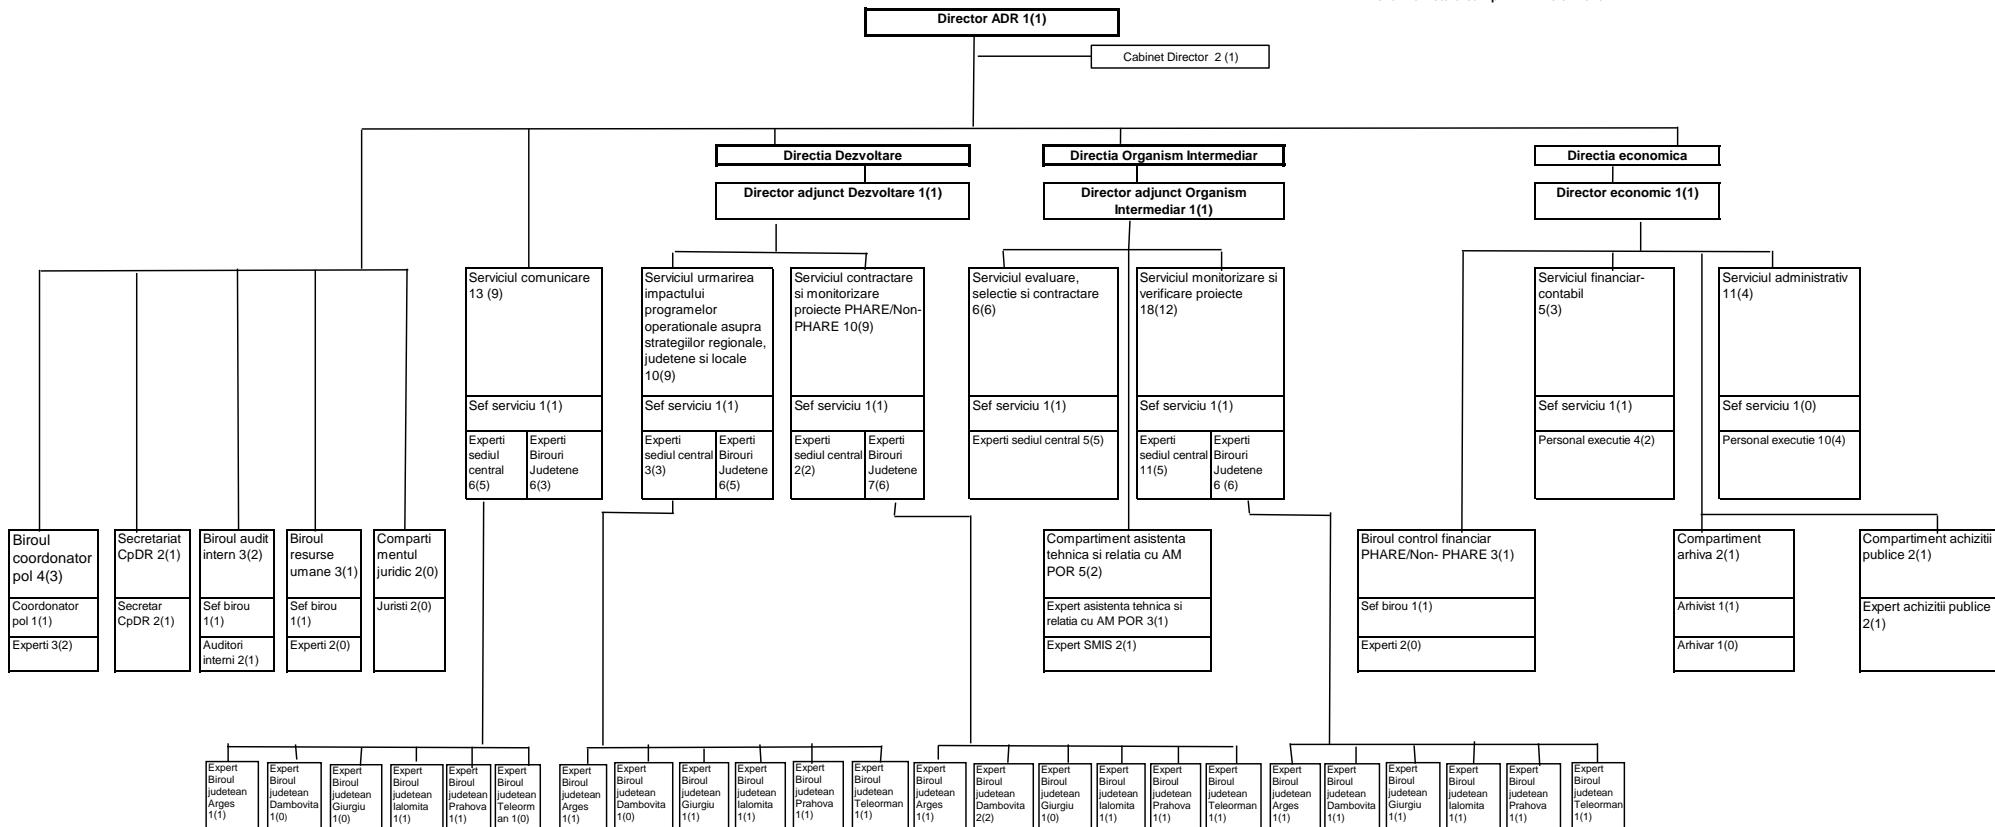 Director ADR 1(1)
Cabinet Director 2 (1)
Directia Dezvoltare
Directia Organism Intermediar
Directia economica
Director adjunct Dezvoltare 1(1)
Director adjunct Organism
Intermediar 1(1)
Director economic 1(1)
Serviciul comunicare
13 (9)
Sef serviciu 1(1)
Experti
sediul
central
6(5)
Experti
Birouri
Judetene
6(3)
Serviciul urmarirea
impactului
programelor
operationale asupra
strategiilor regionale,
judetene si locale
10(9)
Sef serviciu 1(1)
Experti
sediul central
3(3)
Experti
Birouri
Judetene
6(5)
Serviciul contractare
si monitorizare
proiecte PHARE/Non-
PHARE 10(9)
Sef serviciu 1(1)
Experti
sediul central
2(2)
Experti
Birouri
Judetene
7(6)
Serviciul evaluare,
selectie si contractare
6(6)
Sef serviciu 1(1)
Experti sediul central 5(5)
Serviciul monitorizare si
verificare proiecte
18(12)
Sef serviciu 1(1)
Experti
sediul central
11(5)
Experti
Birouri
Judetene
6 (6)
Serviciul financiar-
contabil
5(3)
Sef serviciu 1(1)
Personal executie 4(2)
Serviciul administrativ
11(4)
Sef serviciu 1(0)
Personal executie 10(4)
Biroul
coordonator
pol 4(3)
Coordonator
pol 1(1)
Experti 3(2)
Secretariat
CpDR 2(1)
Secretar
CpDR 2(1)
Biroul audit
intern 3(2)
Sef birou
1(1)
Auditori
interni 2(1)
Biroul
resurse
umane 3(1)
Sef birou
1(1)
Experti 2(0)
Comparti
mentul
juridic 2(0)
Juristi 2(0)
Compartiment asistenta
tehnica si relatia cu AM
POR 5(2)
Expert asistenta tehnica si
relatia cu AM POR 3(1)
Expert SMIS 2(1)
Biroul control financiar
PHARE/Non- PHARE 3(1)
Sef birou 1(1)
Experti 2(0)
Compartiment
arhiva 2(1)
Arhivist 1(1)
Arhivar 1(0)
Compartiment achizitii
publice 2(1)
Expert achizitii publice
2(1)
Expert
Biroul
judetean
Arges
1(1)
Expert
Biroul
judetean
Dambovita
1(0)
Expert
Biroul
judetean
Giurgiu
1(0)
Expert
Biroul
judetean
Ialomita
1(1)
Expert
Biroul
judetean
Prahova
1(1)
Expert
Biroul
judetean
Teleorm
an 1(0)
Expert
Biroul
judetean
Arges
1(1)
Expert
Biroul
judetean
Dambovita
1(0)
Expert
Biroul
judetean
Giurgiu
1(1)
Expert
Biroul
judetean
Ialomita
1(1)
Expert
Biroul
judetean
Prahova
1(1)
Expert
Biroul
judetean
Teleorman
1(1)
Expert
Biroul
judetean
Arges
1(1)
Expert
Biroul
judetean
Dambovita
2(2)
Expert
Biroul
judetean
Giurgiu
1(0)
Expert
Biroul
judetean
Ialomita
1(1)
Expert
Biroul
judetean
Prahova
1(1)
Expert
Biroul
judetean
Teleorman
1(1)
Expert
Biroul
judetean
Arges
1(1)
Expert
Biroul
judetean
Dambovita
1(1)
Expert
Biroul
judetean
Giurgiu
1(1)
Expert
Biroul
judetean
Ialomita
1(1)
Expert
Biroul
judetean
Prahova
1(1)
Expert
Biroul
judetean
Teleorman
1(1)